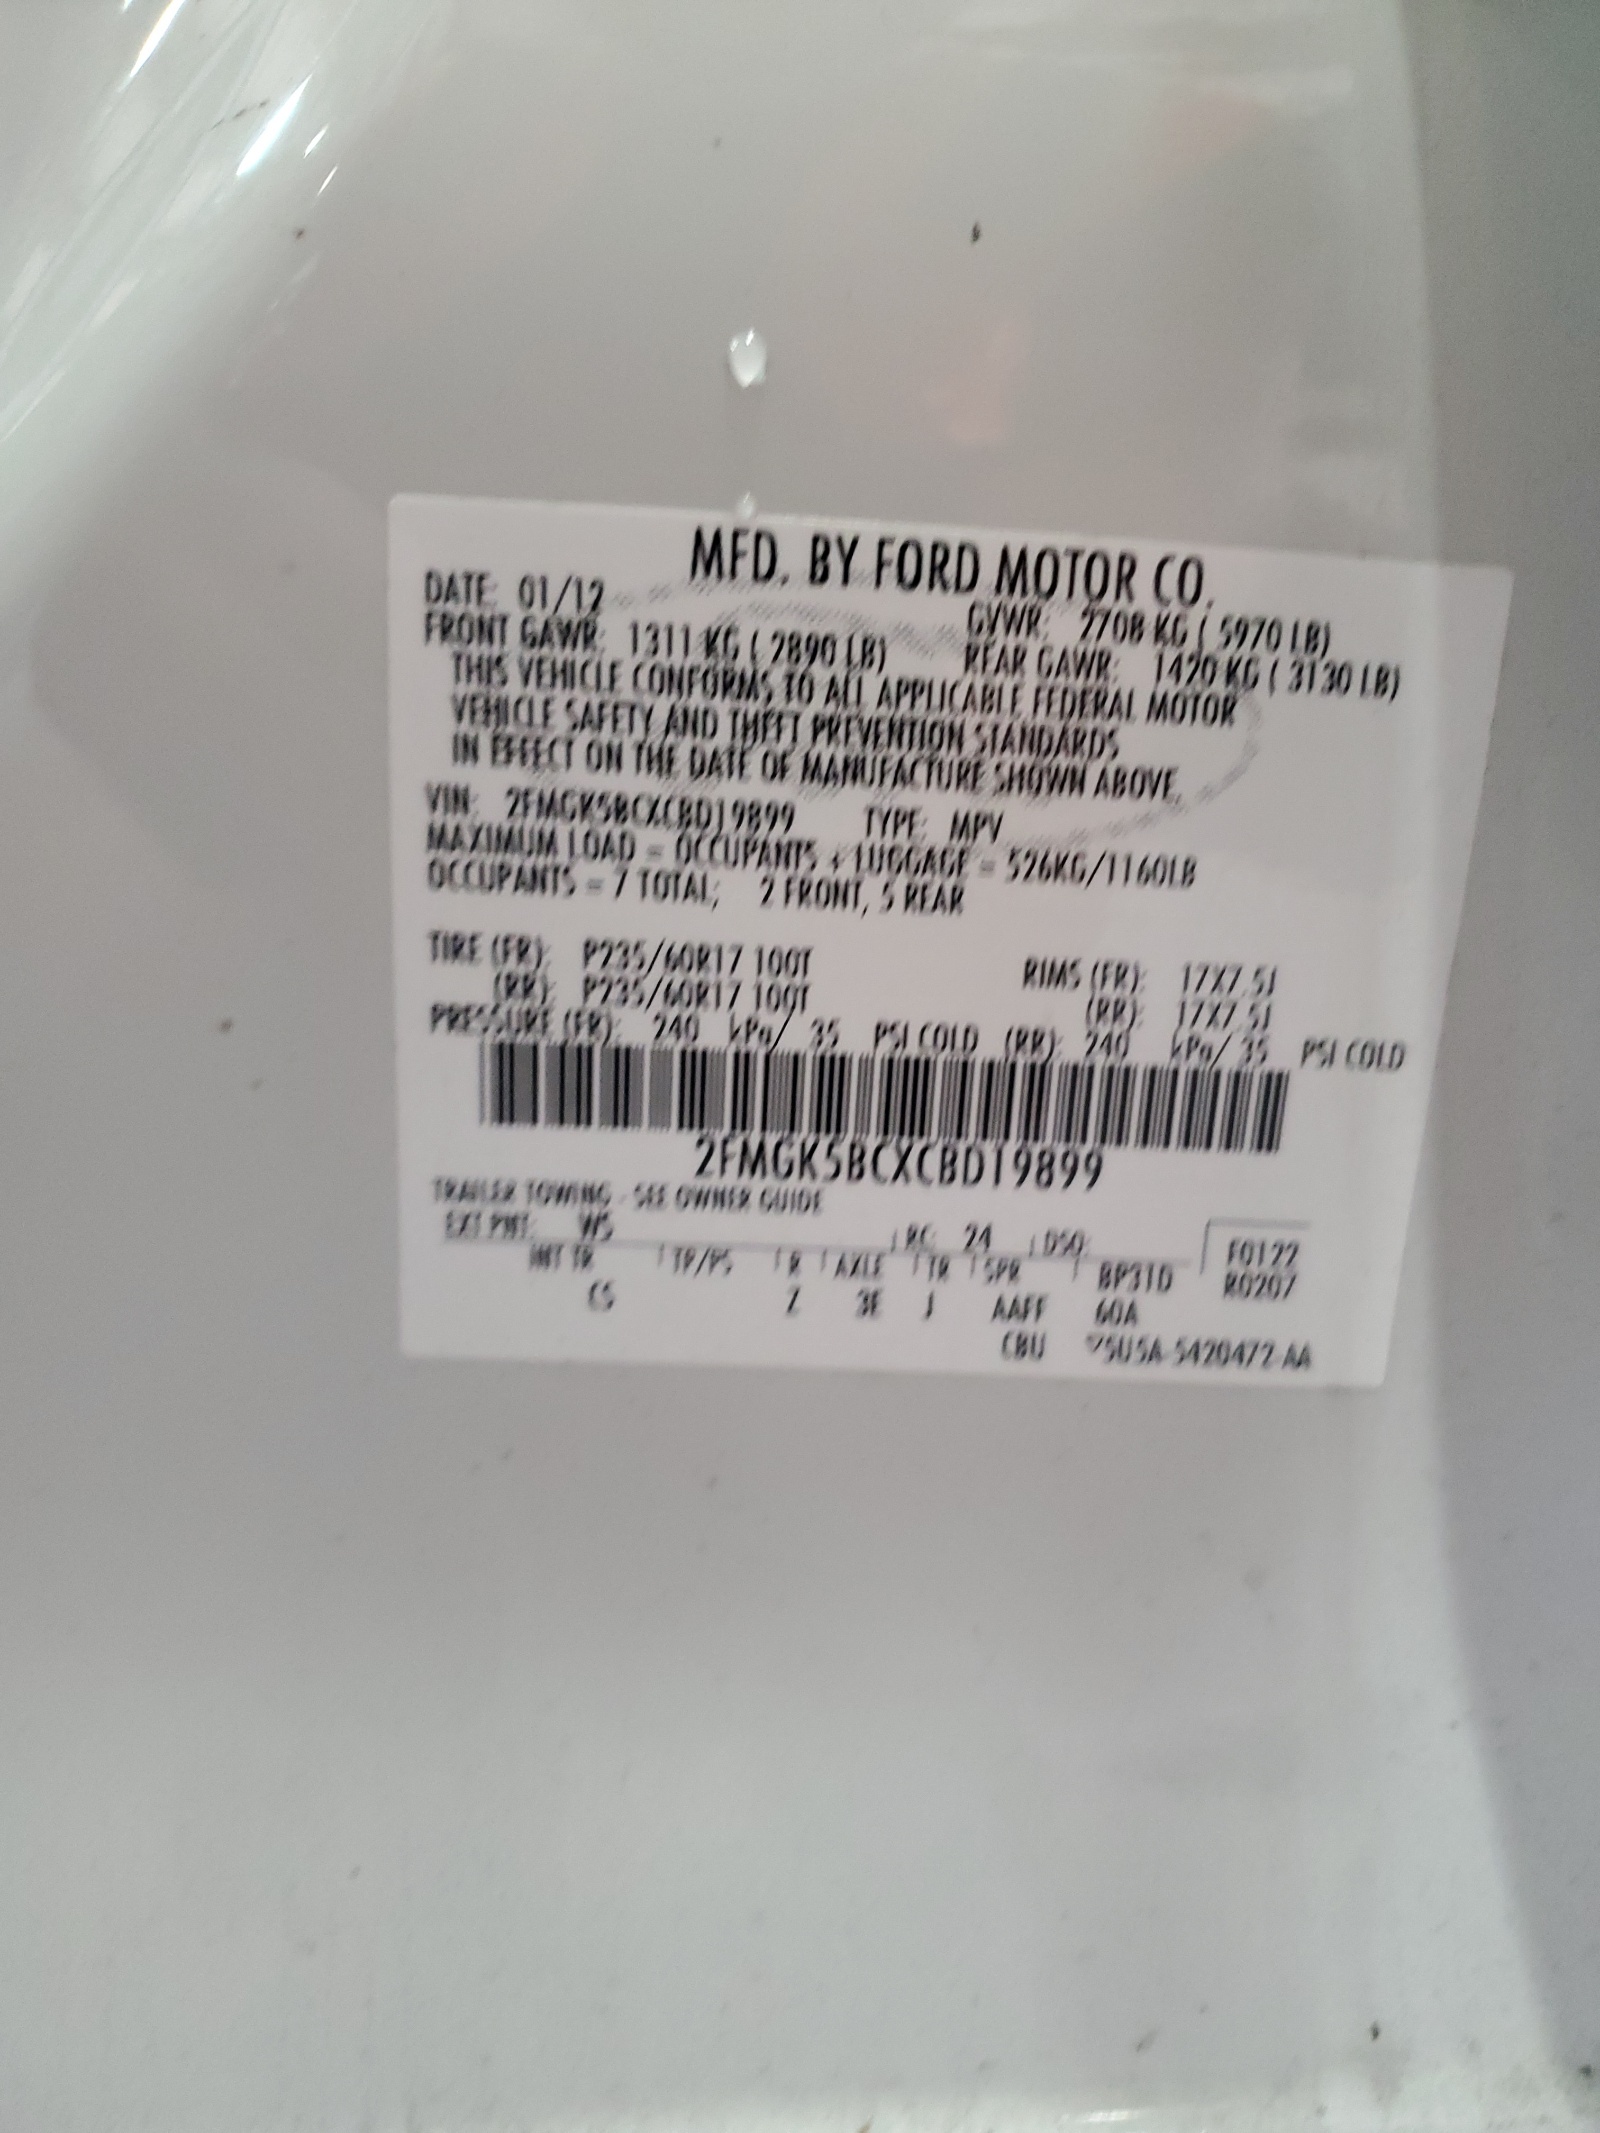 MFD. BY FORD MOTOR CO.
DATE: 01/12 GVWR: 2708 KG ( 5970 LB)
FRONT GAWR: 1311 KG ( 2890 LB) REAR GAWR: 1420 KG ( 3130 LB)
THIS VEHICLE CONFORMS TO ALL APPLICABLE FEDERAL MOTOR
VEHICLE SAFETY AND THEFT PREVENTION STANDARDS
IN EFFECT ON THE DATE OF MANUFACTURE SHOWN ABOVE.
VIN: 2FMGK5BCXCBD19899 TYPE: MPV
MAXIMUM LOAD = OCCUPANTS + LUGGAGE = 526KG/1160LB
OCCUPANTS = 7 TOTAL; 2 FRONT, 5 REAR
TIRE (FR): P235/60R17 100T RIMS (FR): 17X7.5J
(RR): P235/60R17 100T (RR): 17X7.5J
PRESSURE (FR): 240 kPa/ 35 PSI COLD (RR): 240 kPa/ 35 PSI COLD
2FMGK5BCXCBD19899
TRAILER TOWING - SEE OWNER GUIDE
EXT PNT: WS RC: 24 DSO: F0122
INT TR TP/PS R AXLE TR SPR BP31D R0207
CS Z 3E J AAFF 60A
CBU 5U5A-5420472-AA